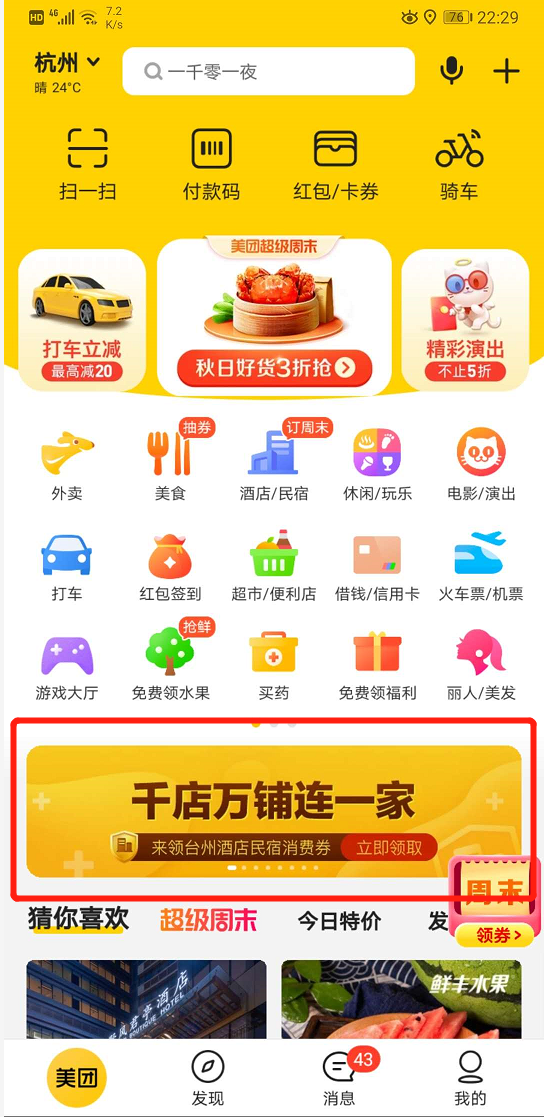 HD 4G 7.2 K/s 76 22:29
杭州
晴 24°C
一千零一夜
扫一扫 付款码 红包/卡券 骑车
美团超级周末
打车立减
最高减20
秋日好货3折抢
精彩演出
不止5折
抽券 订周末
外卖 美食 酒店/民宿 休闲/玩乐 电影/演出
打车 红包签到 超市/便利店 借钱/信用卡 火车票/机票
抢鲜
游戏大厅 免费领水果 买药 免费领福利 丽人/美发
千店万铺连一家
来领台州酒店民宿消费券 立即领取
周末
领券
猜你喜欢 超级周末 今日特价 发
君亭酒店
BOUTIQUE HOTEL
鲜丰水果
美团 发现 消息 43 我的